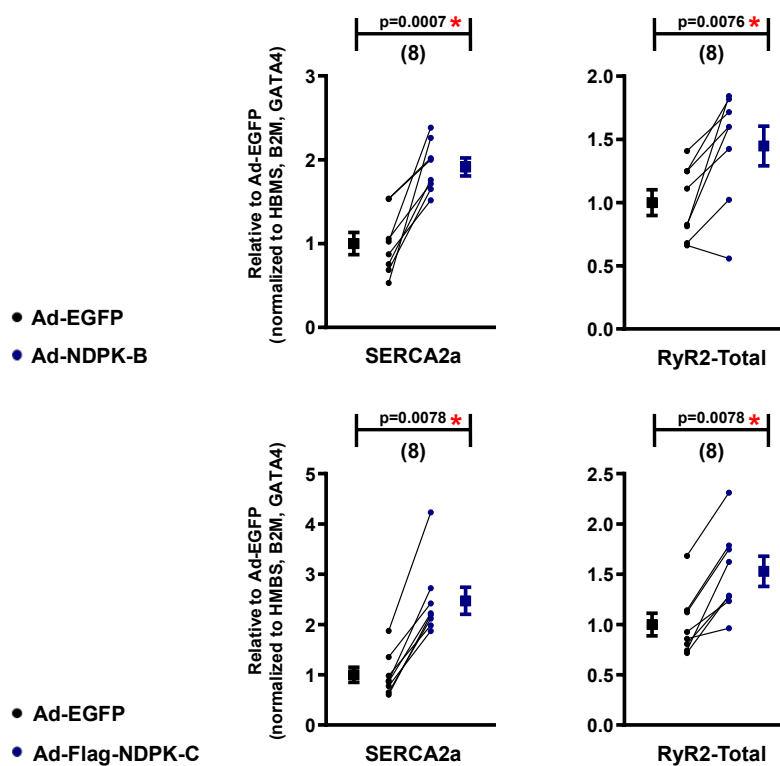 p=0.0007 *
(8)
Relative to Ad-EGFP
(normalized to HBMS, B2M, GATA4)
3
2
1
0
SERCA2a
p=0.0076 *
(8)
2.0
1.5
1.0
0.5
0.0
RyR2-Total
Ad-EGFP
Ad-NDPK-B
p=0.0078 *
(8)
Relative to Ad-EGFP
(normalized to HMBS, B2M, GATA4)
5
4
3
2
1
0
SERCA2a
p=0.0078 *
(8)
2.5
2.0
1.5
1.0
0.5
0.0
RyR2-Total
Ad-EGFP
Ad-Flag-NDPK-C